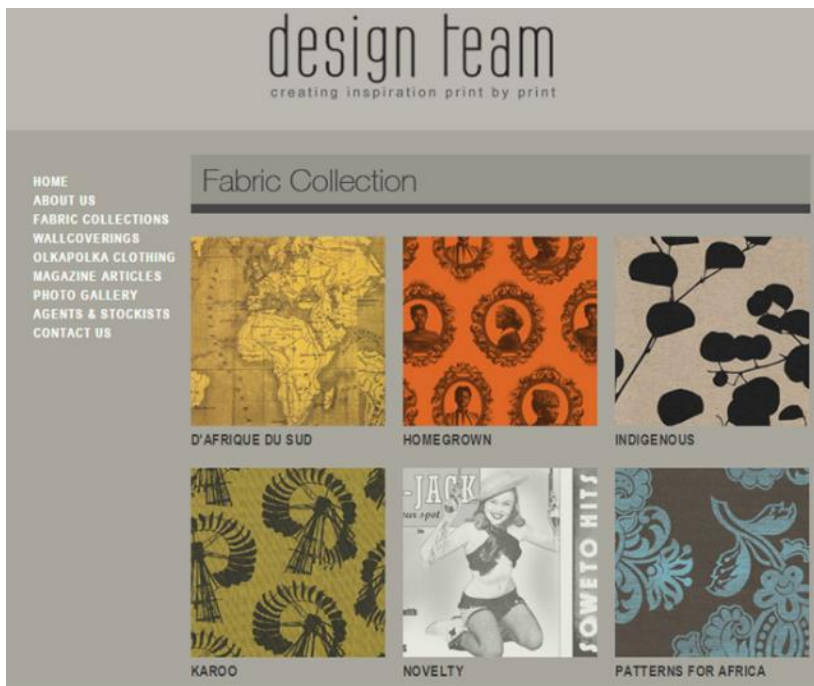 design team
creating inspiration print by print
HOME
ABOUT US
FABRIC COLLECTIONS
WALLCOVERINGS
OLKAPOLKA CLOTHING
MAGAZINE ARTICLES
PHOTO GALLERY
AGENTS & STOCKISTS
CONTACT US
Fabric Collection
D'AFRIQUE DU SUD
HOMEGROWN
INDIGENOUS
-JACK
spot
SOWETO HITS
KAROO
NOVELTY
PATTERNS FOR AFRICA